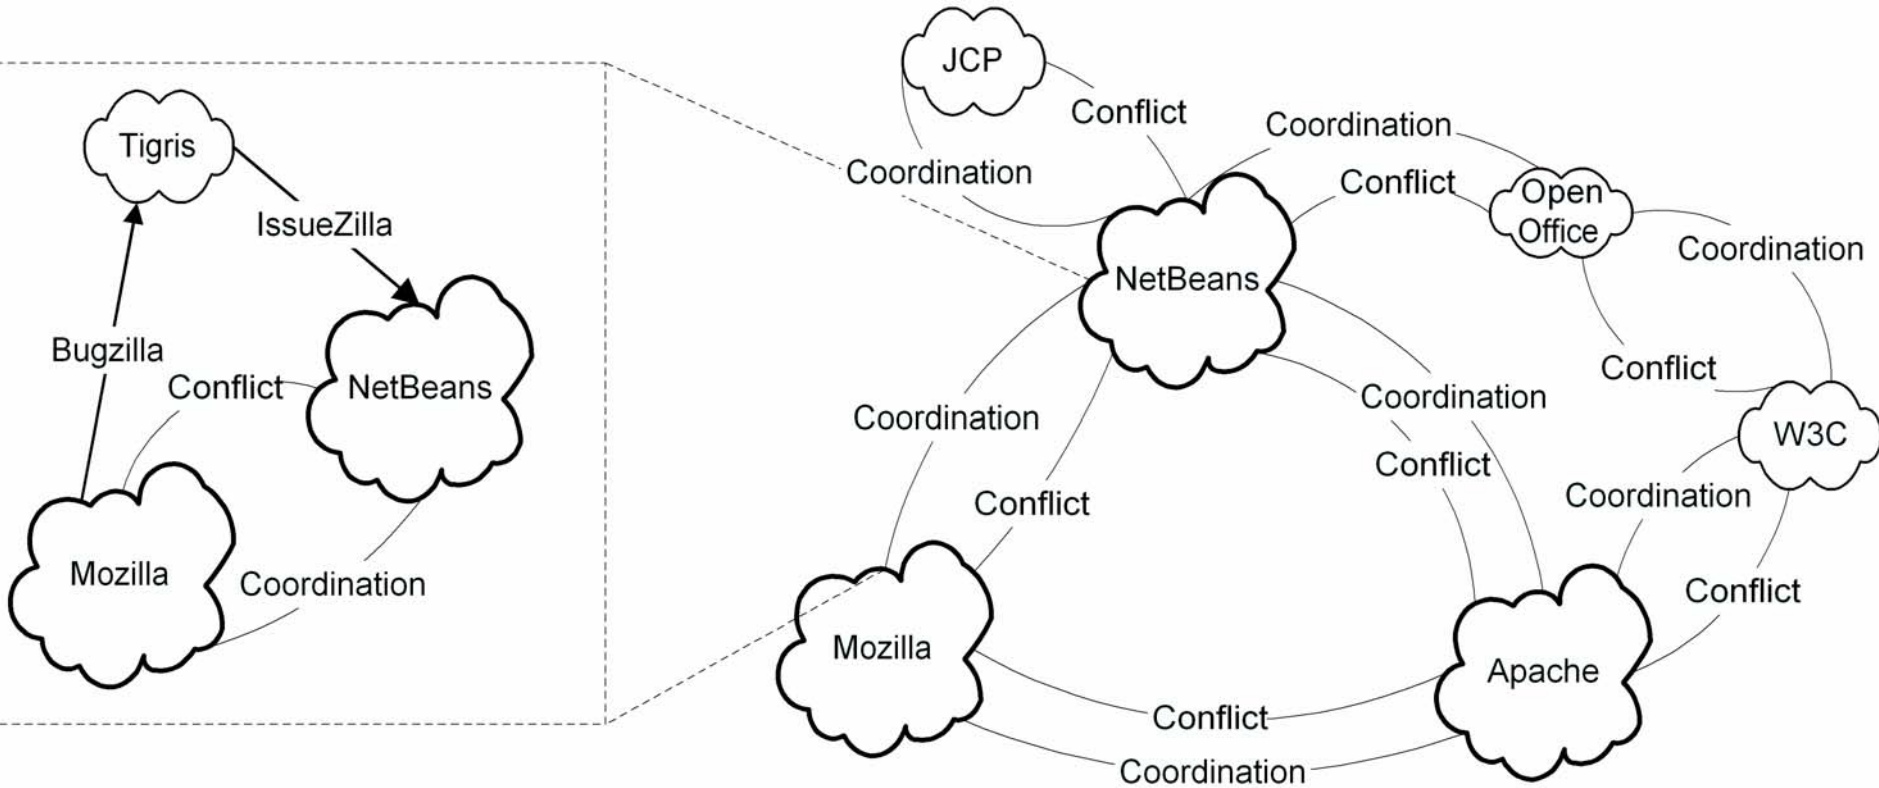 JCP
Conflict
Coordination
Tigris
Coordination
IssueZilla
Coordination
Conflict
Open
Office
Coordination
NetBeans
Bugzilla
Conflict
NetBeans
Conflict
Coordination
Coordination
W3C
Conflict
Coordination
Conflict
Mozilla
Coordination
Conflict
Mozilla
Apache
Conflict
Coordination